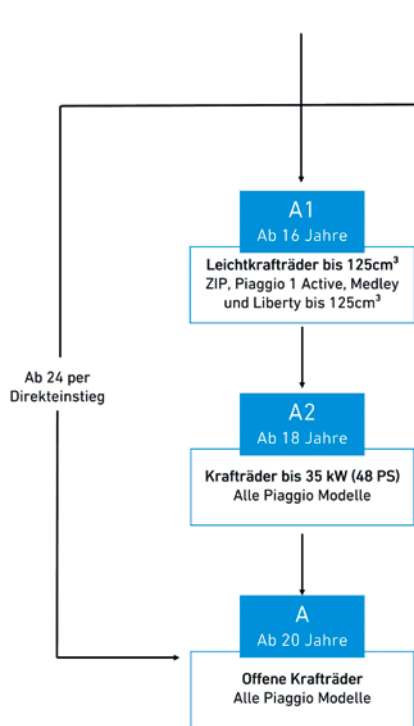 A1
Ab 16 Jahre
Leichtkrafträder bis 125cm³
ZIP, Piaggio 1 Active, Medley
und Liberty bis 125cm³
Ab 24 per
Direkteinstieg
A2
Ab 18 Jahre
Krafträder bis 35 kW (48 PS)
Alle Piaggio Modelle
A
Ab 20 Jahre
Offene Krafträder
Alle Piaggio Modelle